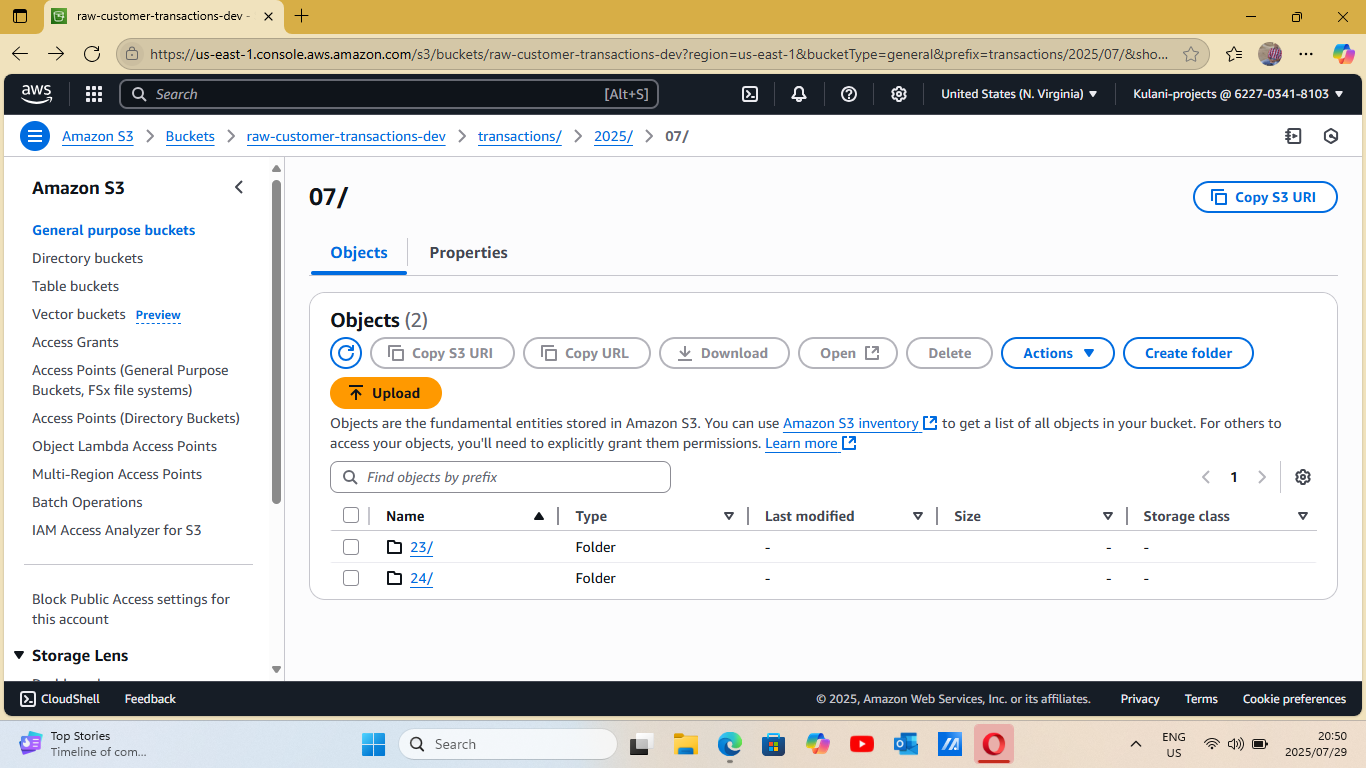 raw-customer-transactions-dev -
https://us-east-1.console.aws.amazon.com/s3/buckets/raw-customer-transactions-dev?region=us-east-1&bucketType=general&prefix=transactions/2025/07/&sho...
aws
Search [Alt+S]
United States (N. Virginia)
Kulani-projects @ 6227-0341-8103
Amazon S3 > Buckets > raw-customer-transactions-dev > transactions/ > 2025/ > 07/
Amazon S3
General purpose buckets
Directory buckets
Table buckets
Vector buckets Preview
Access Grants
Access Points (General Purpose
Buckets, FSx file systems)
Access Points (Directory Buckets)
Object Lambda Access Points
Multi-Region Access Points
Batch Operations
IAM Access Analyzer for S3
Block Public Access settings for
this account
Storage Lens
07/
Copy S3 URI
Objects
Properties
Objects (2)
Copy S3 URI
Copy URL
Download
Open
Delete
Actions
Create folder
Upload
Objects are the fundamental entities stored in Amazon S3. You can use Amazon S3 inventory to get a list of all objects in your bucket. For others to
access your objects, you'll need to explicitly grant them permissions. Learn more
Find objects by prefix
1
Name Type Last modified Size Storage class
23/ Folder - - -
24/ Folder - - -
CloudShell Feedback © 2025, Amazon Web Services, Inc. or its affiliates. Privacy Terms Cookie preferences
Top Stories
Timeline of com...
Search
ENG
US
20:50
2025/07/29